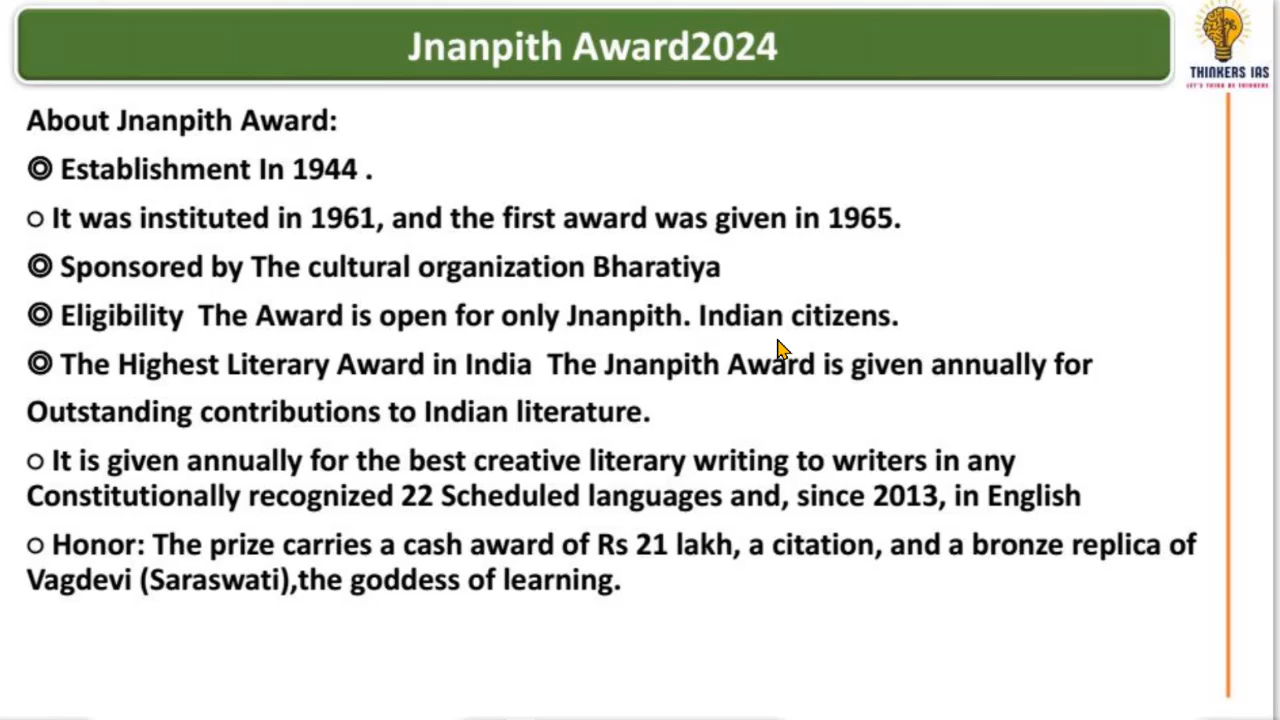 Jnanpith Award2024
THINKERS IAS
LET'S THINK BE THINKERS
About Jnanpith Award:
◎ Establishment In 1944 .
○ It was instituted in 1961, and the first award was given in 1965.
◎ Sponsored by The cultural organization Bharatiya
◎ Eligibility  The Award is open for only Jnanpith. Indian citizens.
◎ The Highest Literary Award in India  The Jnanpith Award is given annually for
Outstanding contributions to Indian literature.
○ It is given annually for the best creative literary writing to writers in any
Constitutionally recognized 22 Scheduled languages and, since 2013, in English
○ Honor: The prize carries a cash award of Rs 21 lakh, a citation, and a bronze replica of
Vagdevi (Saraswati),the goddess of learning.